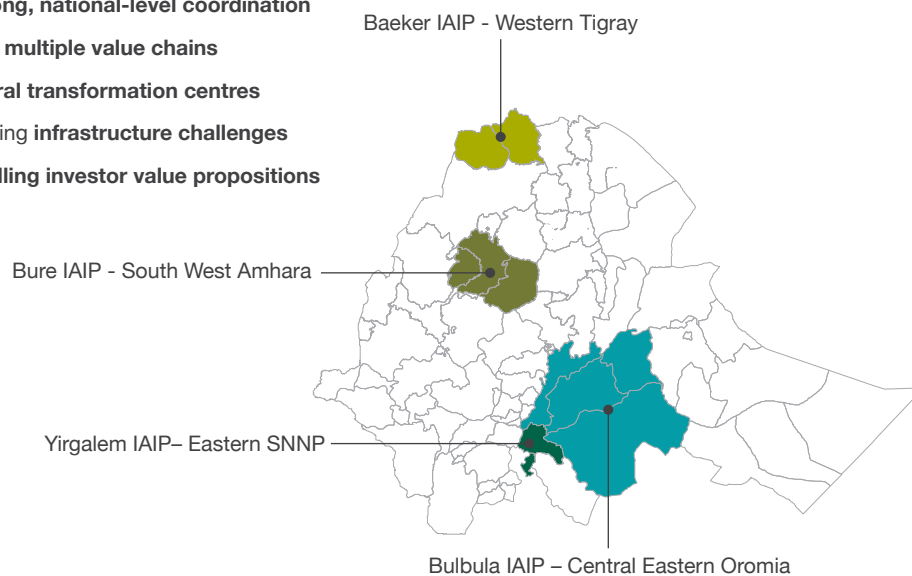 ong, national-level coordination
multiple value chains
ral transformation centres
ing infrastructure challenges
lling investor value propositions
Baeker IAIP - Western Tigray
Bure IAIP - South West Amhara
Yirgalem IAIP– Eastern SNNP
Bulbula IAIP – Central Eastern Oromia